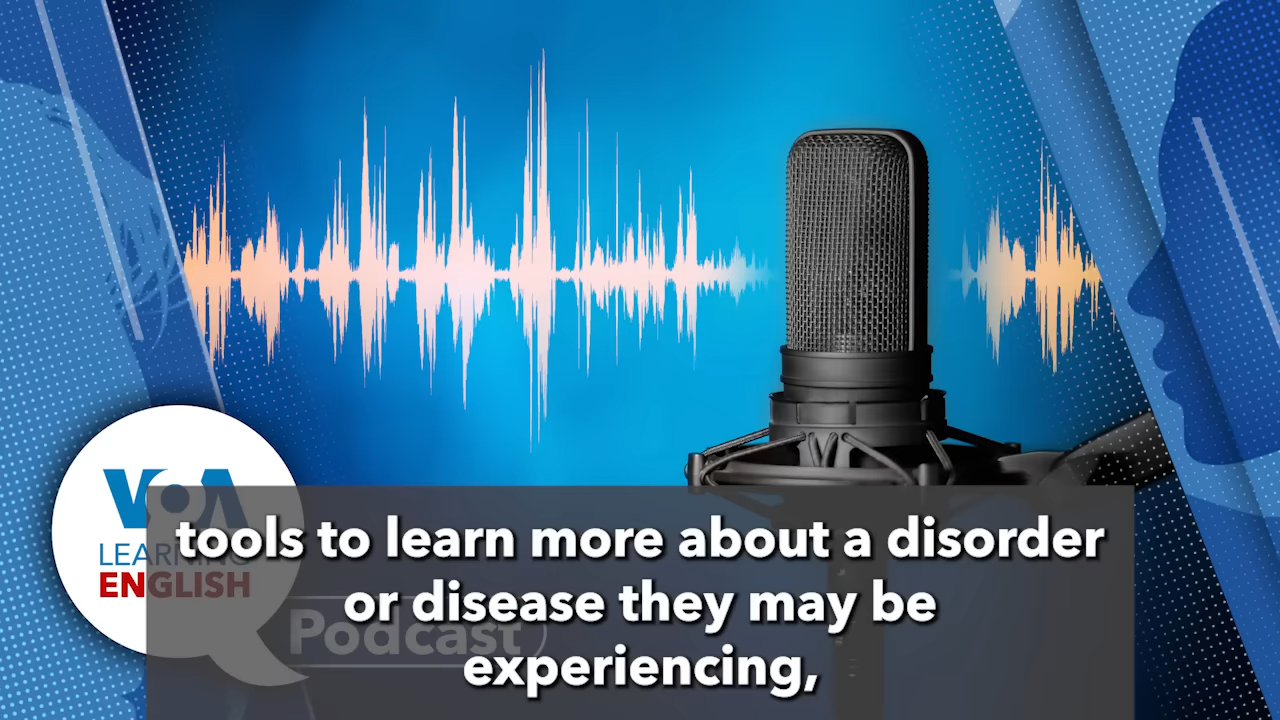 VOA
LEARNING
ENGLISH
Podcast
tools to learn more about a disorder
or disease they may be
experiencing,